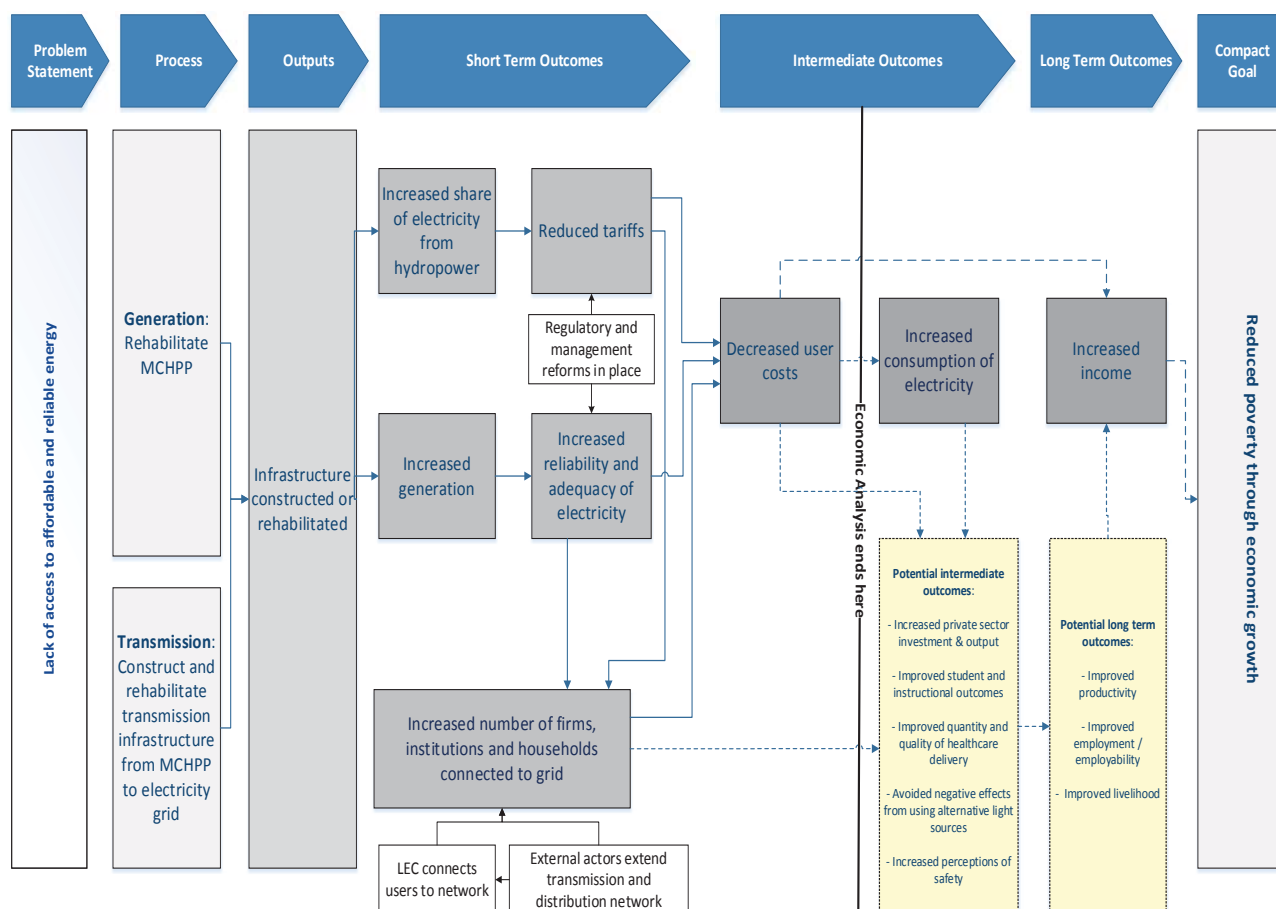 Problem
Statement
Process
Outputs
Short Term Outcomes
Intermediate Outcomes
Long Term Outcomes
Compact
Goal
Lack of access to affordable and reliable energy
Generation:
Rehabilitate
MCHPP
Transmission:
Construct and
rehabilitate
transmission
infrastructure
from MCHPP
to electricity
grid
Infrastructure
constructed or
rehabilitated
Increased share
of electricity
from
hydropower
Reduced tariffs
Regulatory and
management
reforms in place
Increased
generation
Increased
reliability and
adequacy of
electricity
Increased number of firms,
institutions and households
connected to grid
LEC connects
users to network
External actors extend
transmission and
distribution network
Decreased user
costs
Economic Analysis ends here
Increased
consumption of
electricity
Potential intermediate
outcomes:
- Increased private sector
investment & output
- Improved student and
instructional outcomes
- Improved quantity and
quality of healthcare
delivery
- Avoided negative effects
from using alternative light
sources
- Increased perceptions of
safety
Increased
income
Potential long term
outcomes:
- Improved
productivity
- Improved
employment /
employability
- Improved livelihood
Reduced poverty through economic growth